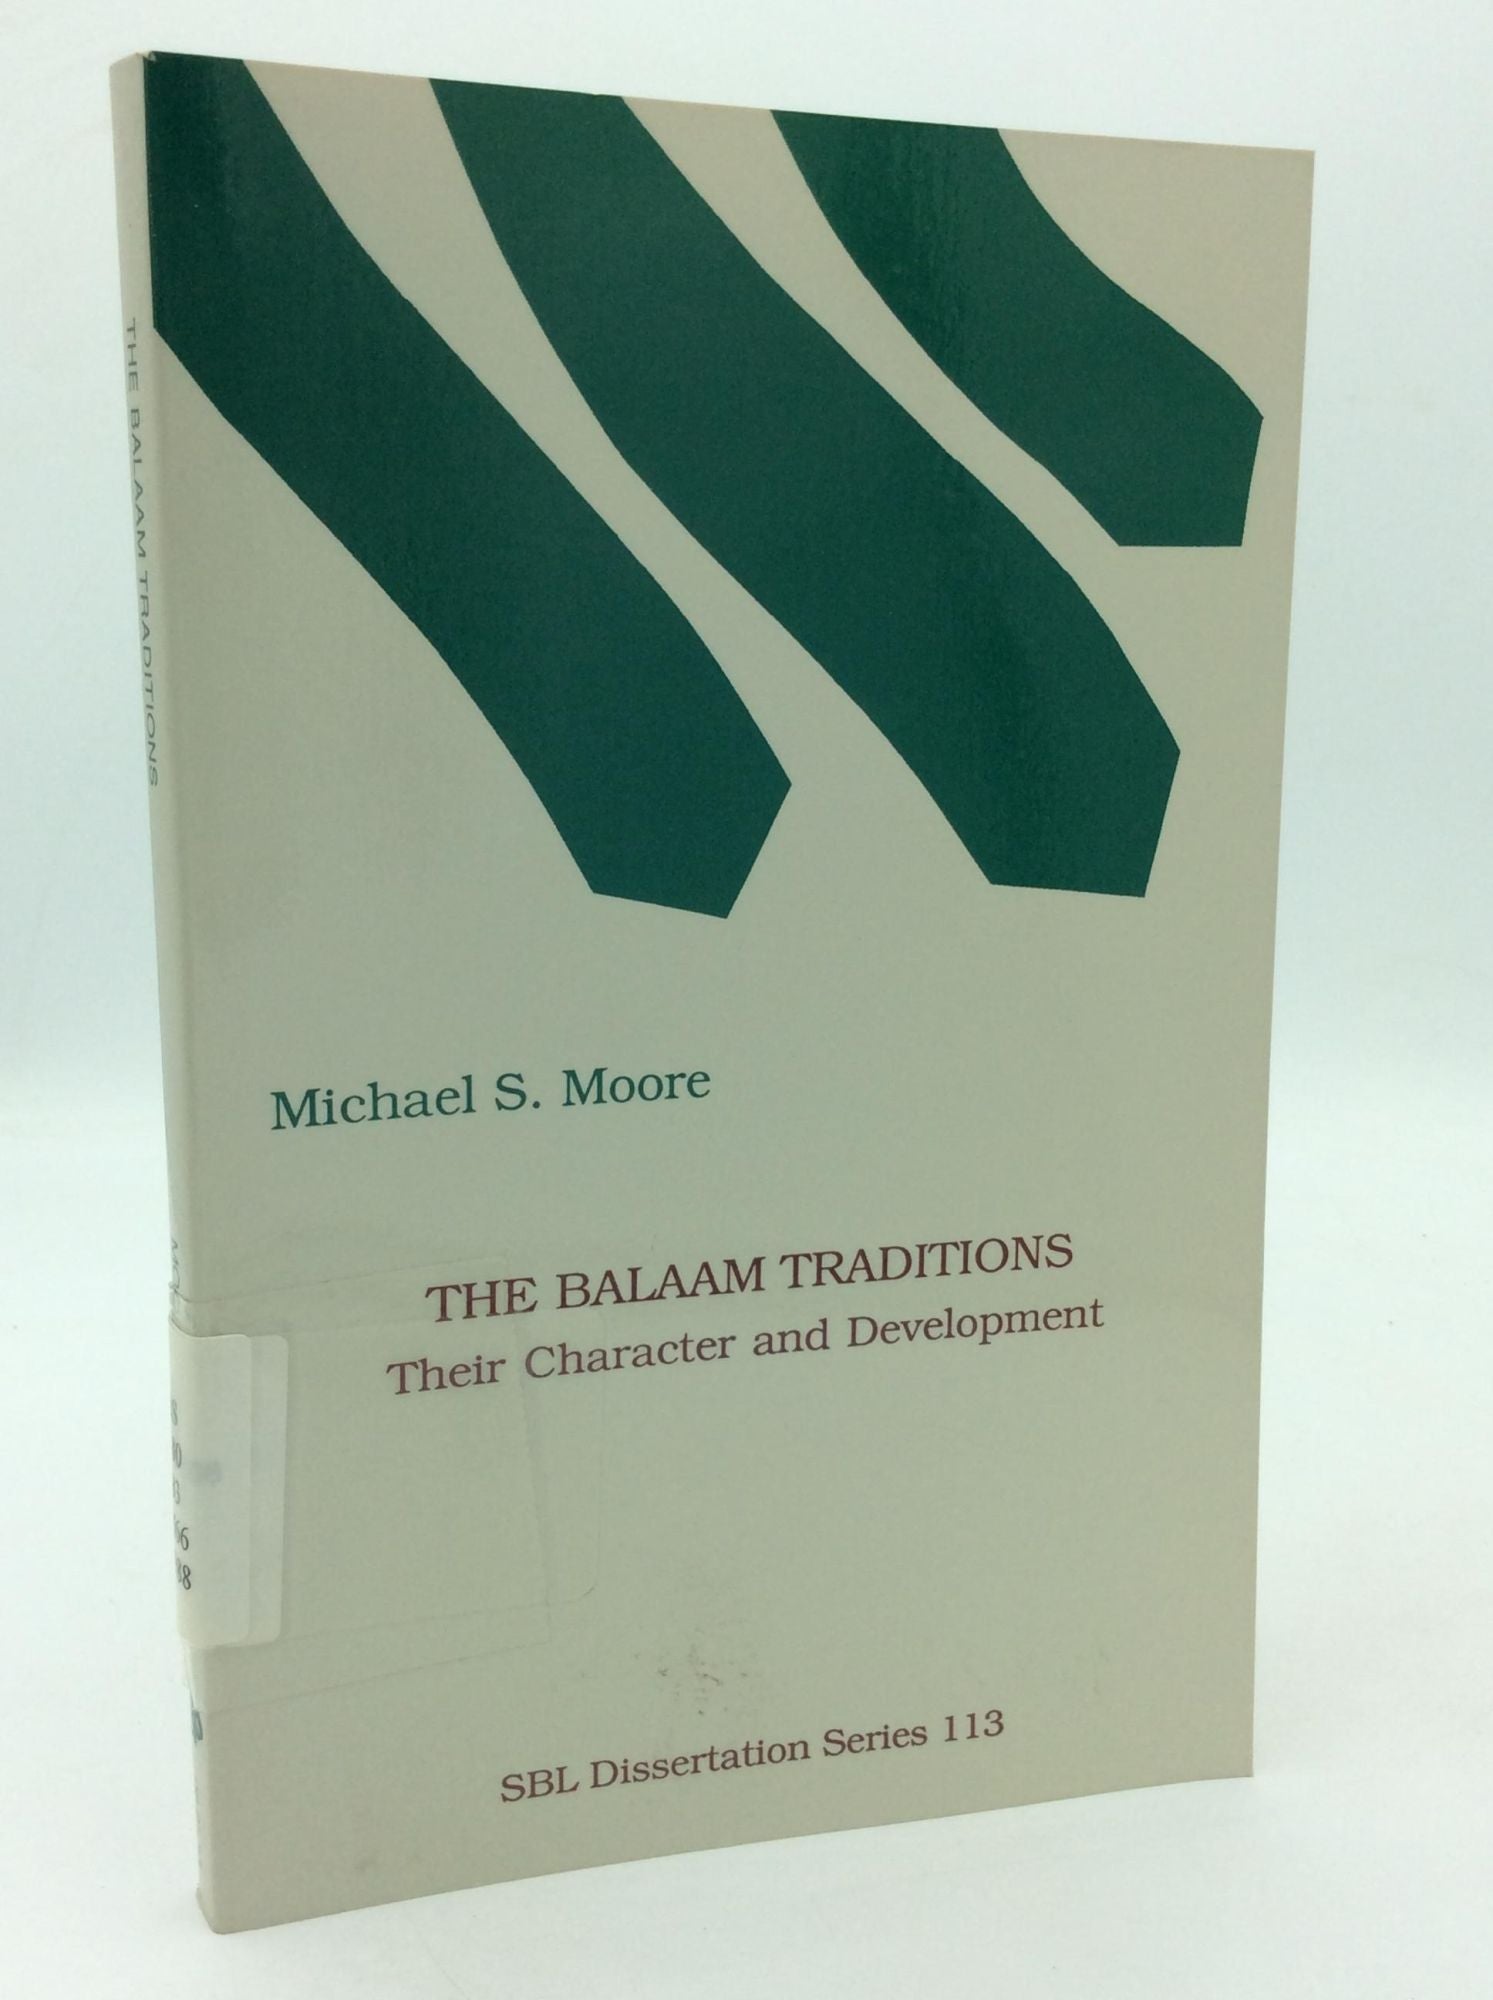 THE BALAAM TRADITIONS
Michael S. Moore
THE BALAAM TRADITIONS
Their Character and Development
SBL Dissertation Series 113